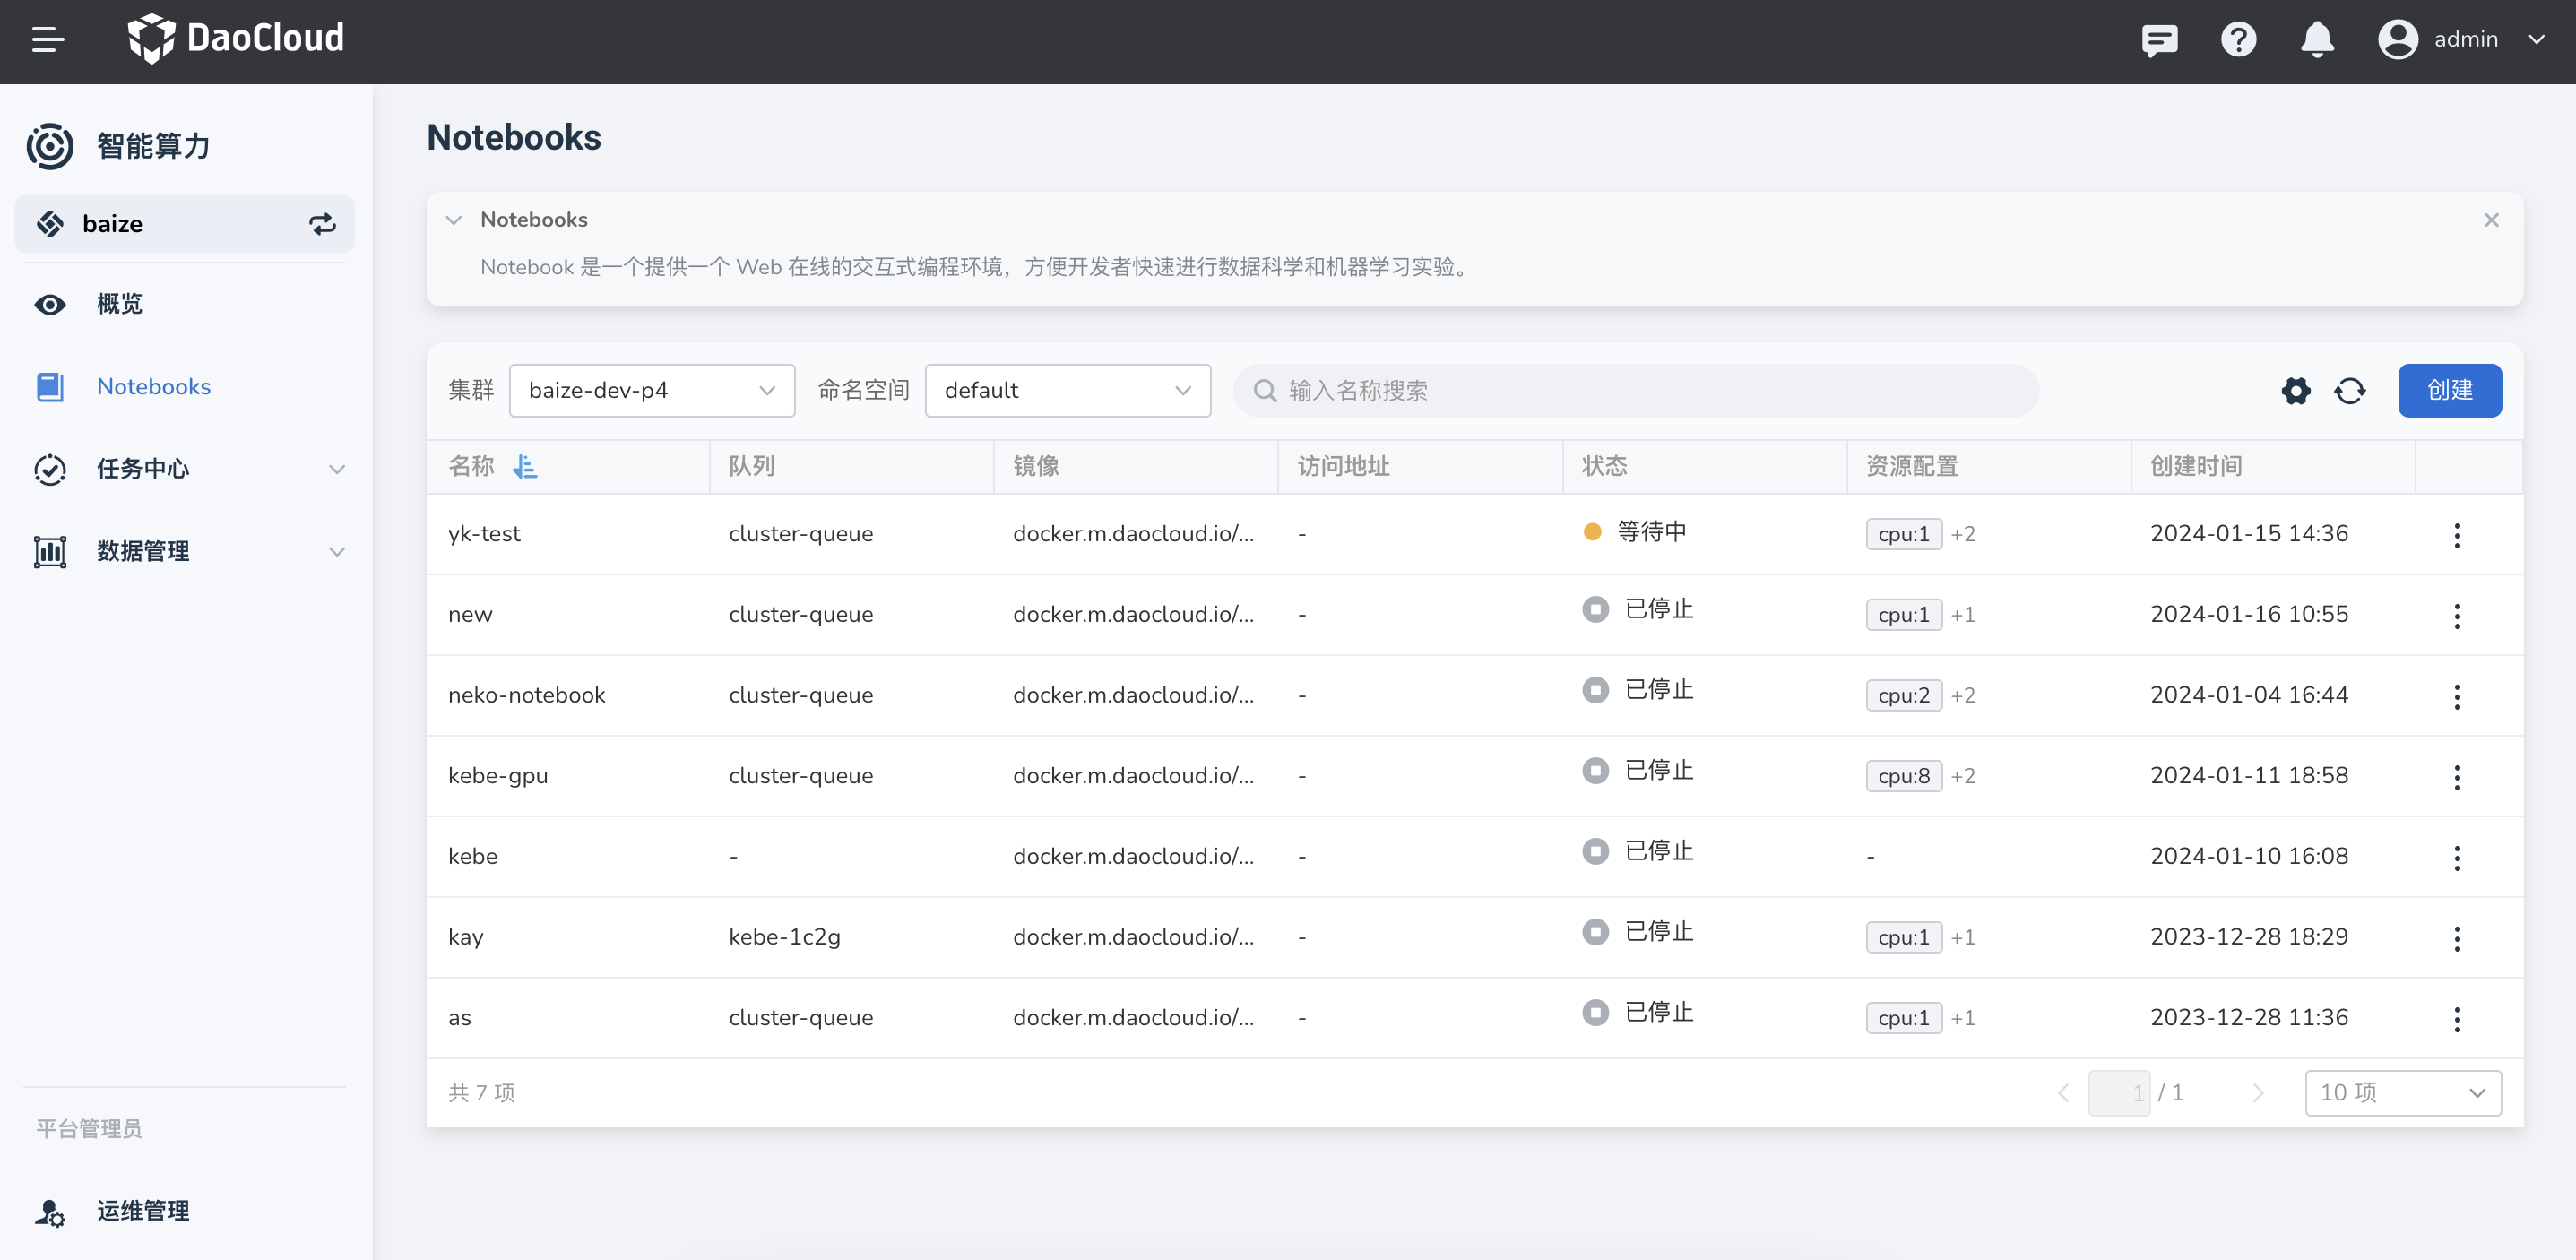 DaoCloud
admin
智能算力
baize
概览
Notebooks
任务中心
数据管理
平台管理员
运维管理
Notebooks
Notebooks
Notebook 是一个提供一个 Web 在线的交互式编程环境，方便开发者快速进行数据科学和机器学习实验。
集群 baize-dev-p4 命名空间 default 输入名称搜索 创建
名称 队列 镜像 访问地址 状态 资源配置 创建时间
yk-test cluster-queue docker.m.daocloud.io/... - 等待中 cpu:1 +2 2024-01-15 14:36
new cluster-queue docker.m.daocloud.io/... - 已停止 cpu:1 +1 2024-01-16 10:55
neko-notebook cluster-queue docker.m.daocloud.io/... - 已停止 cpu:2 +2 2024-01-04 16:44
kebe-gpu cluster-queue docker.m.daocloud.io/... - 已停止 cpu:8 +2 2024-01-11 18:58
kebe - docker.m.daocloud.io/... - 已停止 - 2024-01-10 16:08
kay kebe-1c2g docker.m.daocloud.io/... - 已停止 cpu:1 +1 2023-12-28 18:29
as cluster-queue docker.m.daocloud.io/... - 已停止 cpu:1 +1 2023-12-28 11:36
共 7 项 1 / 1 10 项